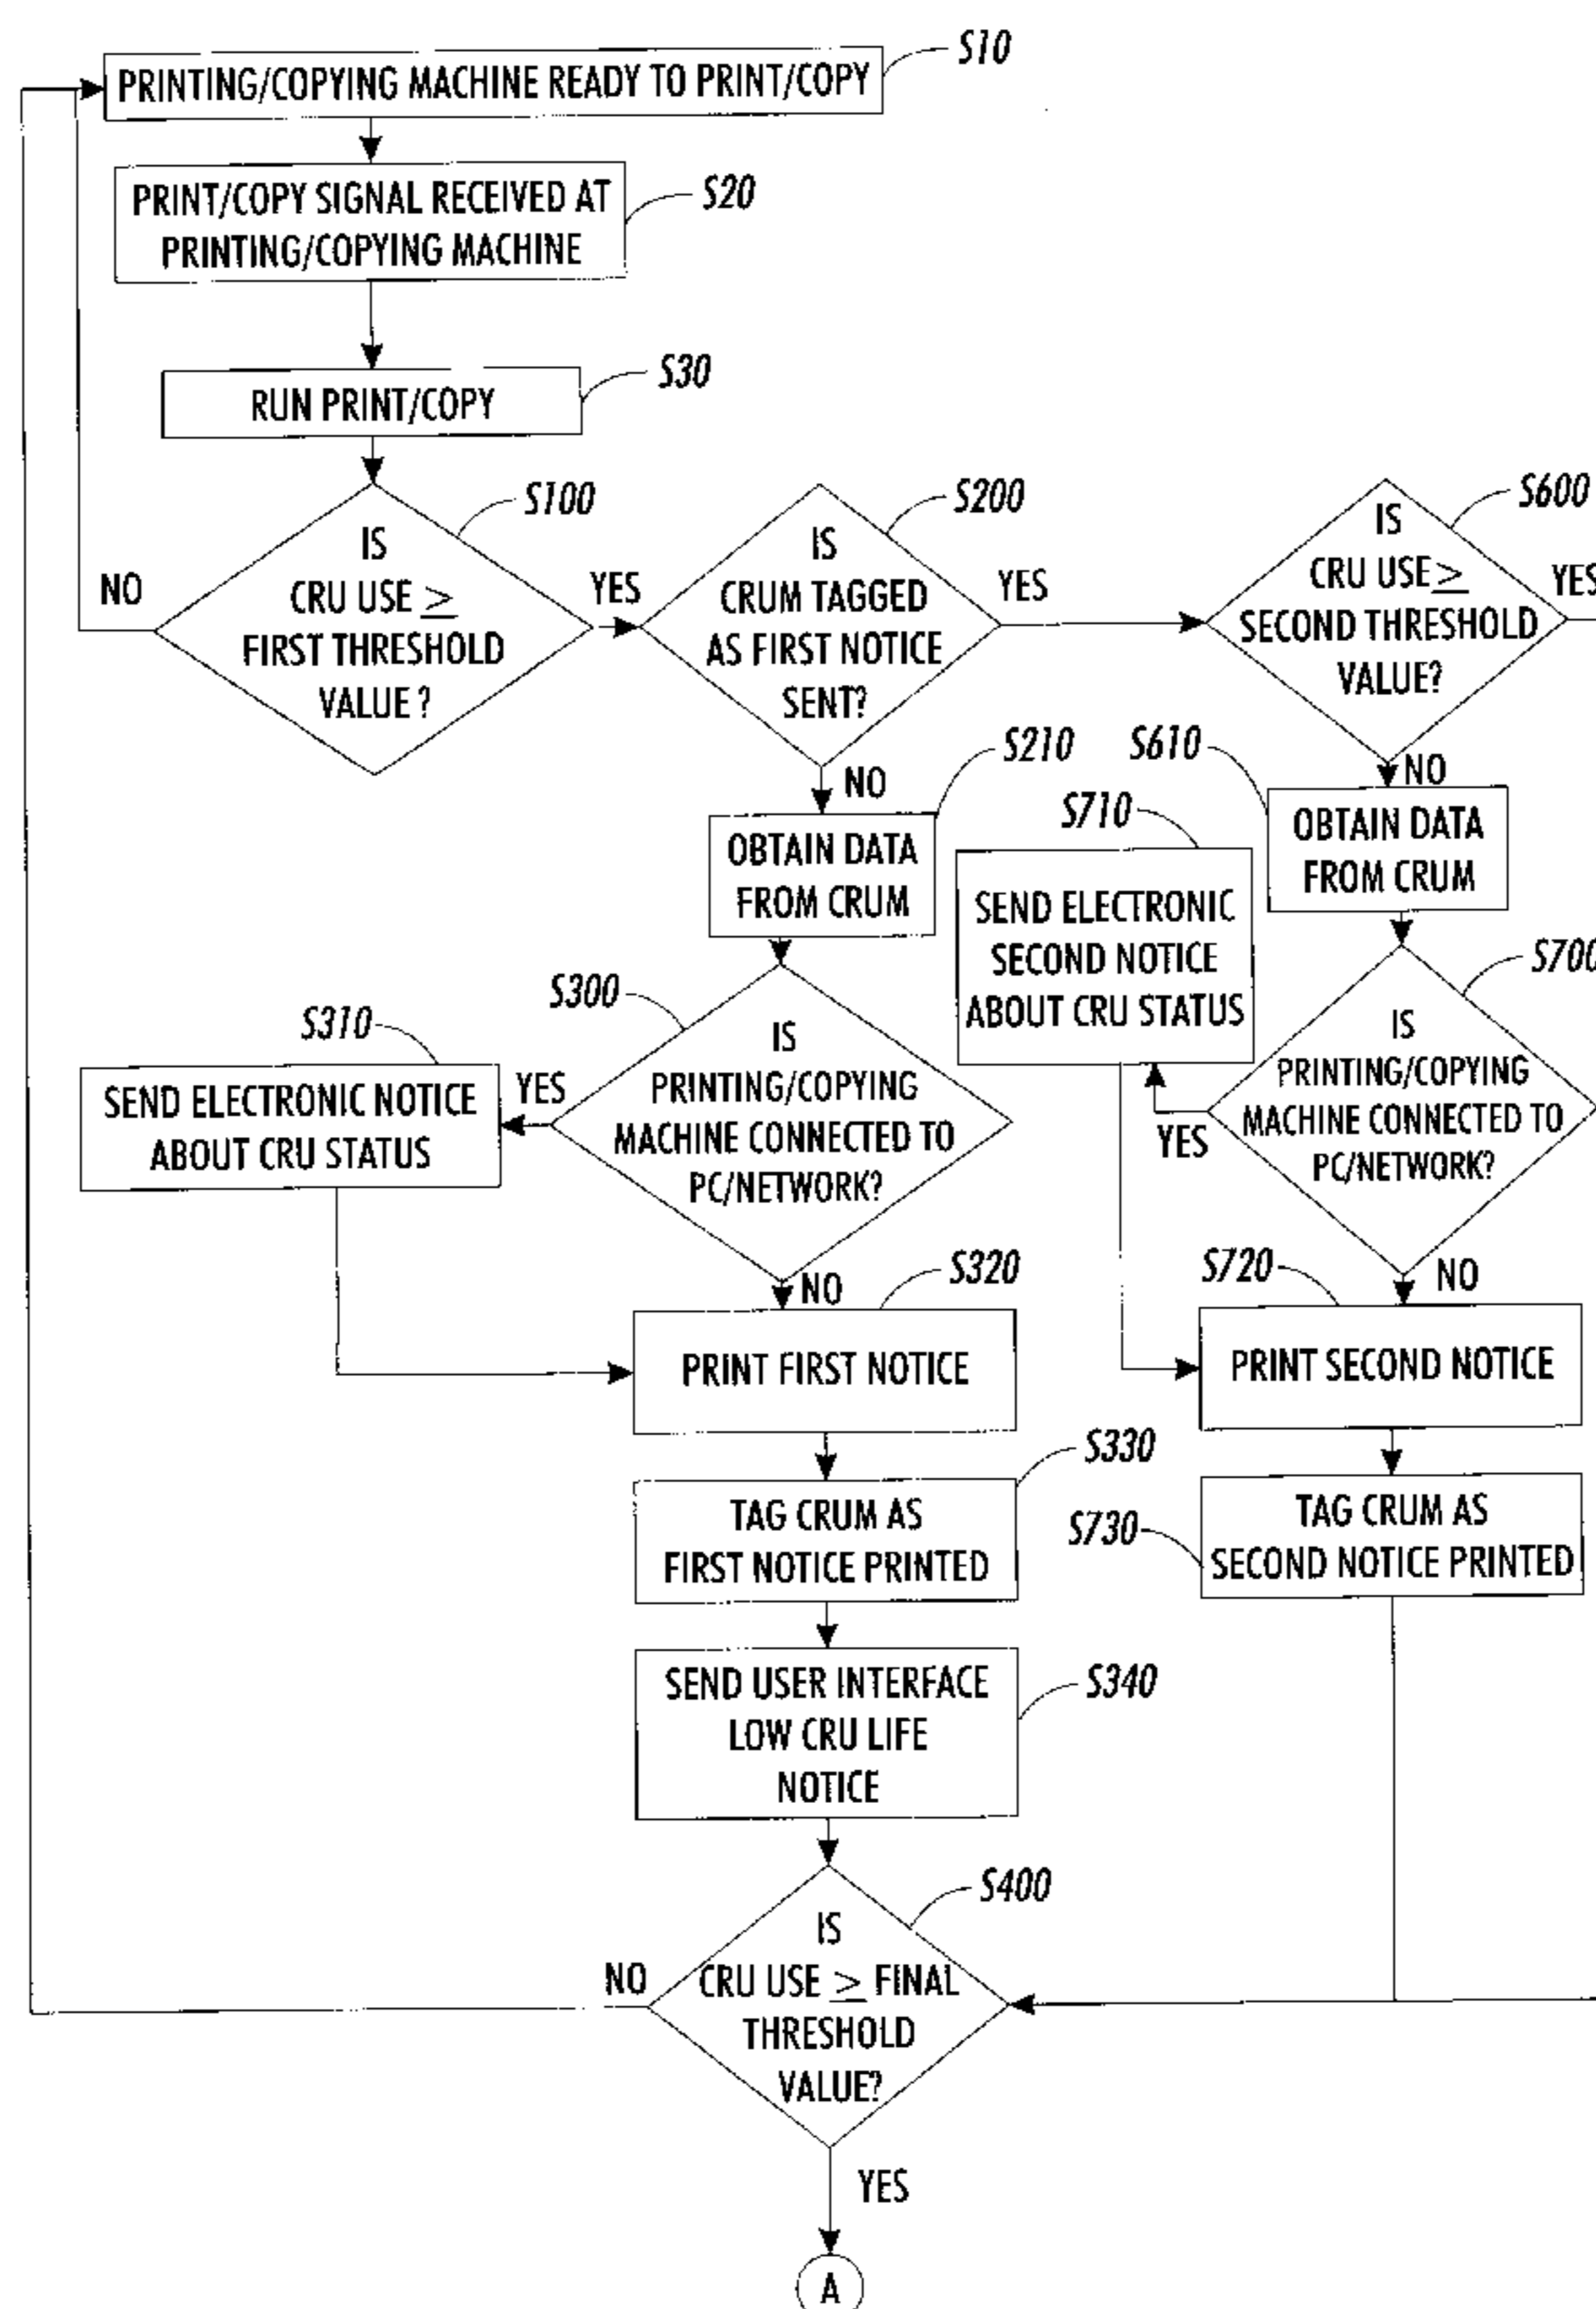 S10
PRINTING/COPYING MACHINE READY TO PRINT/COPY
S20
PRINT/COPY SIGNAL RECEIVED AT
PRINTING/COPYING MACHINE
S30
RUN PRINT/COPY
S100
IS
CRU USE ≥
FIRST THRESHOLD
VALUE ?
NO
YES
S200
IS
CRUM TAGGED
AS FIRST NOTICE
SENT?
YES
NO
S600
IS
CRU USE ≥
SECOND THRESHOLD
VALUE?
YES
NO
S210
OBTAIN DATA
FROM CRUM
S610
OBTAIN DATA
FROM CRUM
S710
SEND ELECTRONIC
SECOND NOTICE
ABOUT CRU STATUS
S300
IS
PRINTING/COPYING
MACHINE CONNECTED TO
PC/NETWORK?
YES
NO
S310
SEND ELECTRONIC NOTICE
ABOUT CRU STATUS
S700
IS
PRINTING/COPYING
MACHINE CONNECTED TO
PC/NETWORK?
YES
NO
S320
PRINT FIRST NOTICE
S720
PRINT SECOND NOTICE
S330
TAG CRUM AS
FIRST NOTICE PRINTED
S730
TAG CRUM AS
SECOND NOTICE PRINTED
S340
SEND USER INTERFACE
LOW CRU LIFE
NOTICE
S400
IS
CRU USE ≥ FINAL
THRESHOLD
VALUE?
NO
YES
A